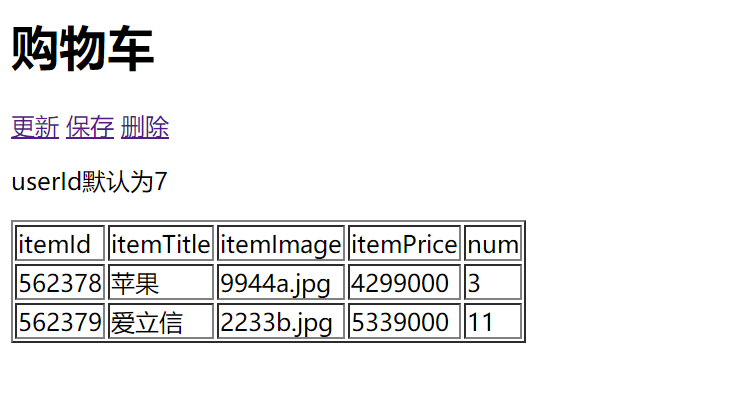 购物车
更新 保存 删除
userId默认为7
itemId itemTitle itemImage itemPrice num
562378 苹果 9944a.jpg 4299000 3
562379 爱立信 2233b.jpg 5339000 11